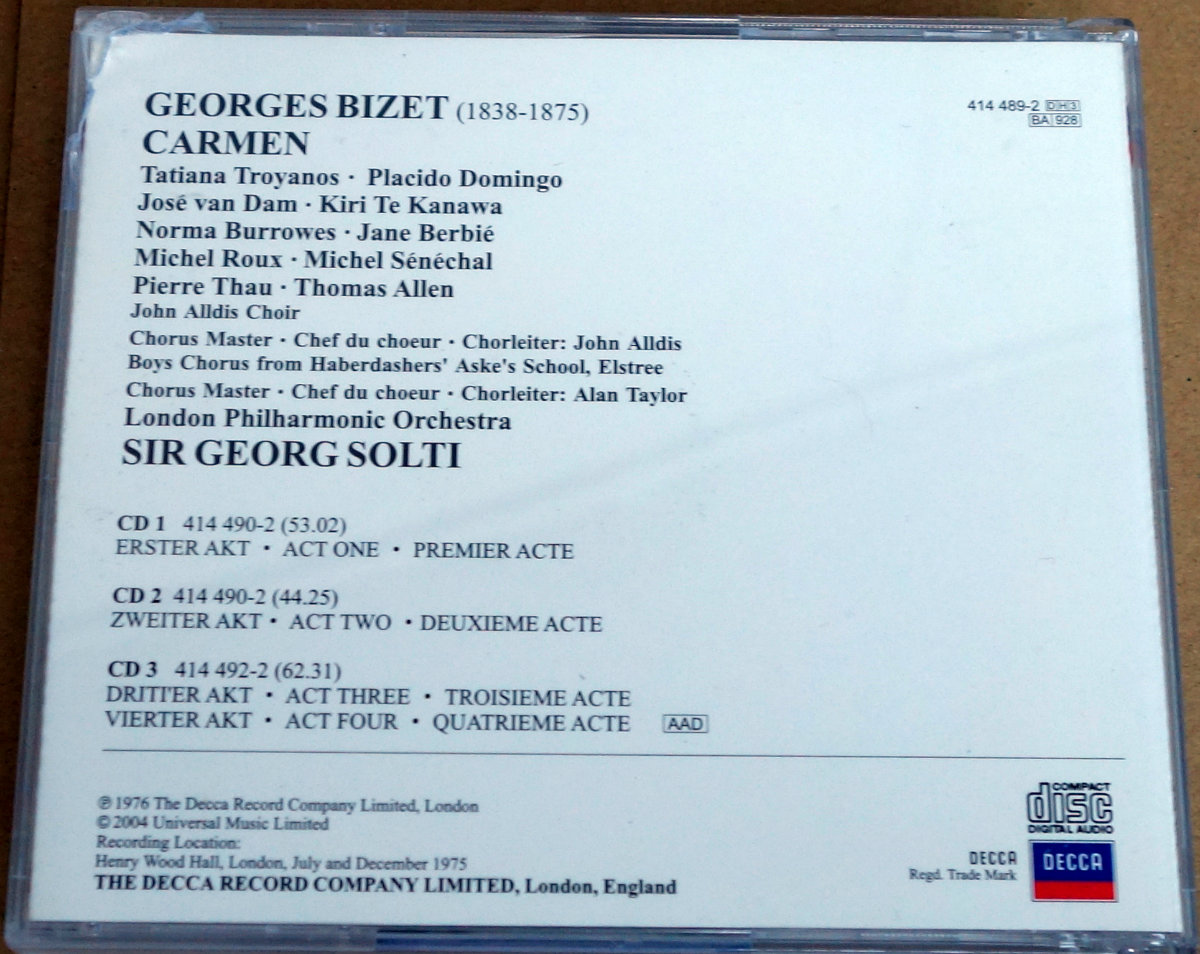 GEORGES BIZET (1838-1875)
414 489-2 DH3
BA 928
CARMEN
Tatiana Troyanos · Placido Domingo
José van Dam · Kiri Te Kanawa
Norma Burrowes · Jane Berbié
Michel Roux · Michel Sénéchal
Pierre Thau · Thomas Allen
John Alldis Choir
Chorus Master · Chef du choeur · Chorleiter: John Alldis
Boys Chorus from Haberdashers' Aske's School, Elstree
Chorus Master · Chef du choeur · Chorleiter: Alan Taylor
London Philharmonic Orchestra
SIR GEORG SOLTI
CD 1 414 490-2 (53.02)
ERSTER AKT · ACT ONE · PREMIER ACTE
CD 2 414 490-2 (44.25)
ZWEITER AKT · ACT TWO · DEUXIEME ACTE
CD 3 414 492-2 (62.31)
DRITI'ER AKT · ACT THREE · TROISIEME ACTE
VIERTER AKT · ACT FOUR · QUATRIEME ACTE AAD
℗ 1976 The Decca Record Company Limited, London
© 2004 Universal Music Limited
Recording Location:
Henry Wood Hall, London, July and December 1975
THE DECCA RECORD COMPANY LIMITED, London, England
COMPACT
disc
DIGITAL AUDIO
DECCA
Regd. Trade Mark
DECCA